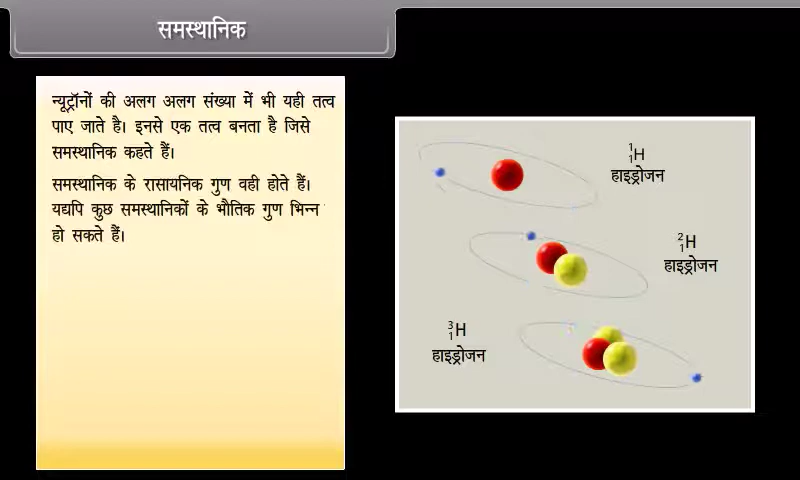 समस्थानिक
न्यूट्रॉनों की अलग अलग संख्या में भी यही तत्व
पाए जाते है। इनसे एक तत्व बनता है जिसे
समस्थानिक कहते हैं।
समस्थानिक के रासायनिक गुण वही होते हैं।
यद्यपि कुछ समस्थानिकों के भौतिक गुण भिन्न
हो सकते हैं।
¹₁H
हाइड्रोजन
²₁H
हाइड्रोजन
³₁H
हाइड्रोजन